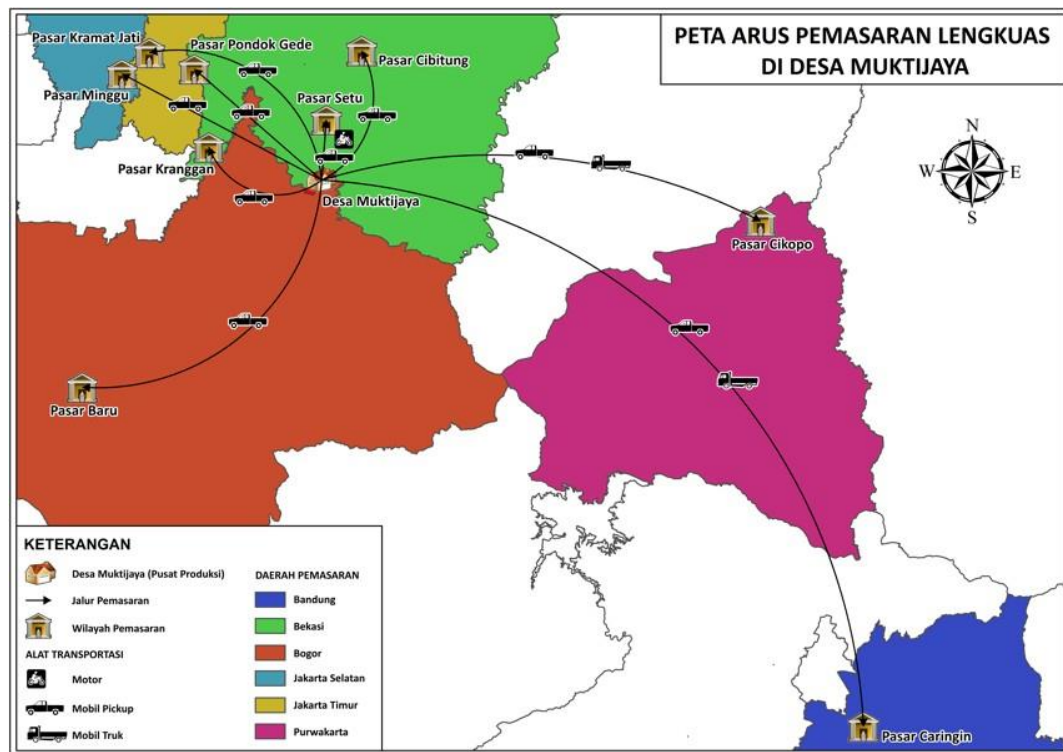 PETA ARUS PEMASARAN LENGKUAS
DI DESA MUKTIJAYA
Pasar Kramat Jati
Pasar Pondok Gede
Pasar Cibitung
Pasar Minggu
Pasar Setu
Pasar Kranggan
Desa Muktijaya
N
W
E
S
Pasar Cikopo
Pasar Baru
Pasar Caringin
KETERANGAN
Desa Muktijaya (Pusat Produksi)
Jalur Pemasaran
Wilayah Pemasaran
ALAT TRANSPORTASI
Motor
Mobil Pickup
Mobil Truk
DAERAH PEMASARAN
Bandung
Bekasi
Bogor
Jakarta Selatan
Jakarta Timur
Purwakarta